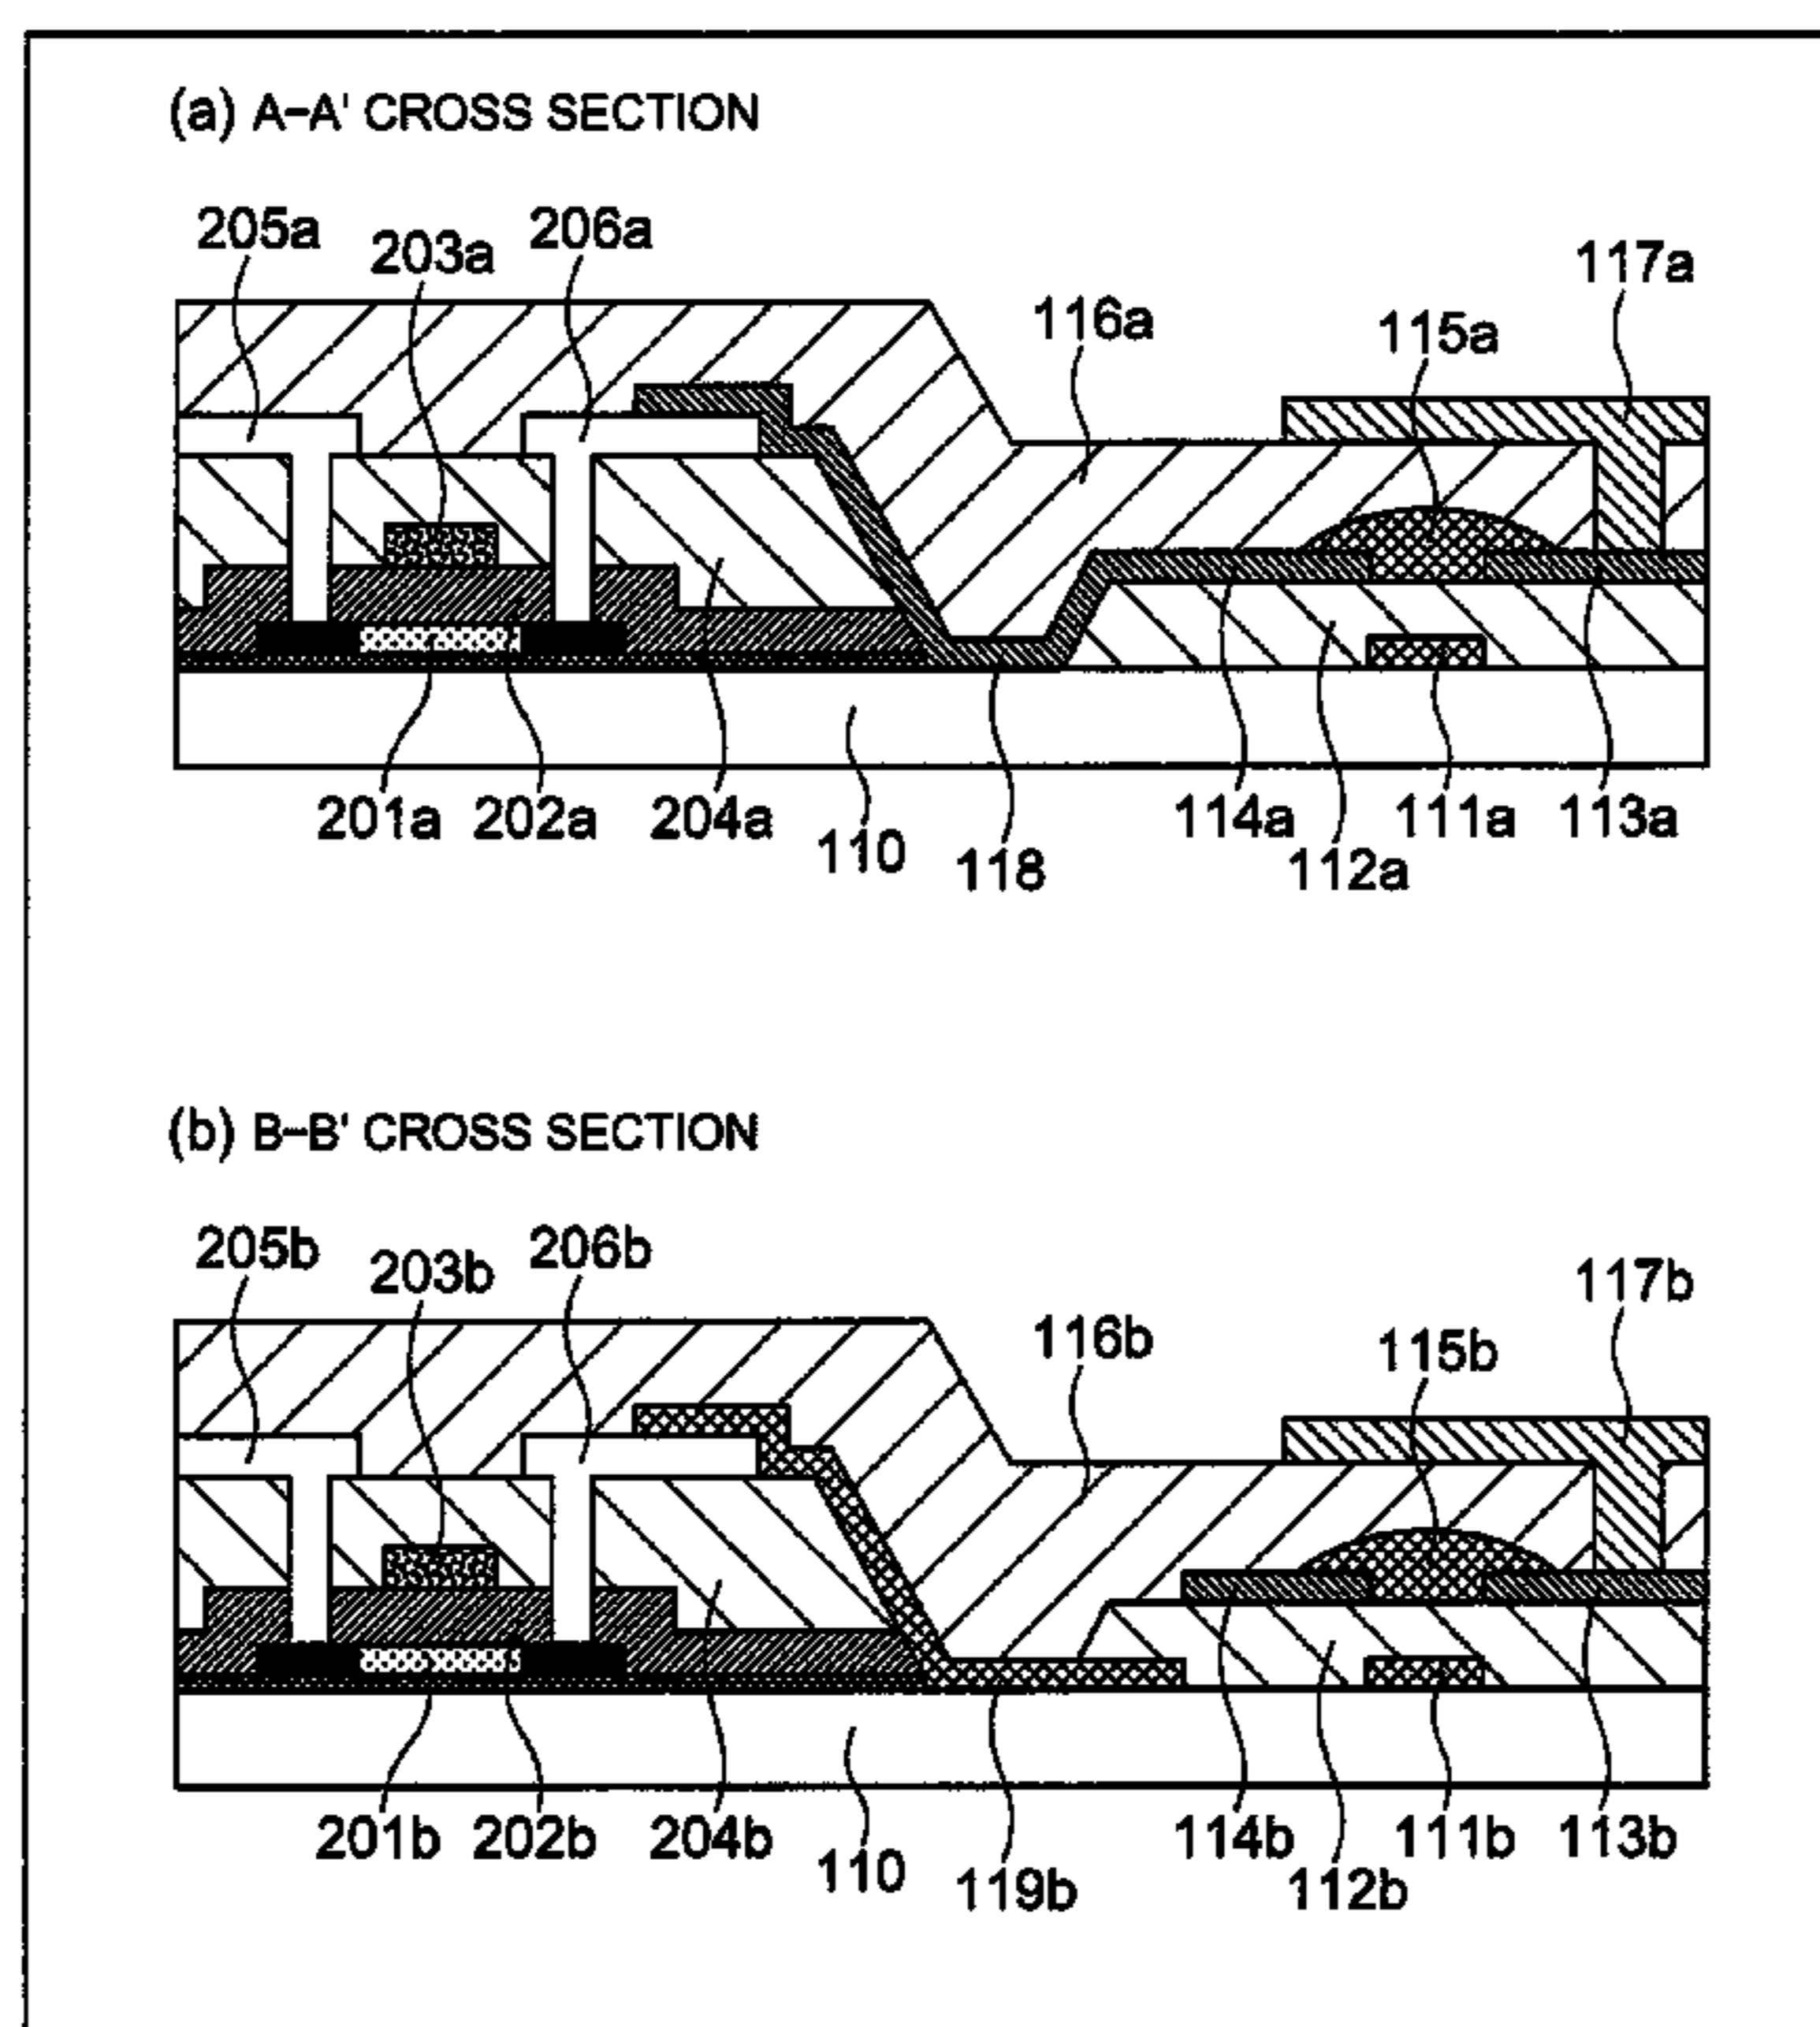 (a) A-A' CROSS SECTION
205a 203a 206a 116a 115a 117a
201a 202a 204a 110 118 114a 112a 111a 113a
(b) B-B' CROSS SECTION
205b 203b 206b 116b 115b 117b
201b 202b 204b 110 119b 114b 112b 111b 113b